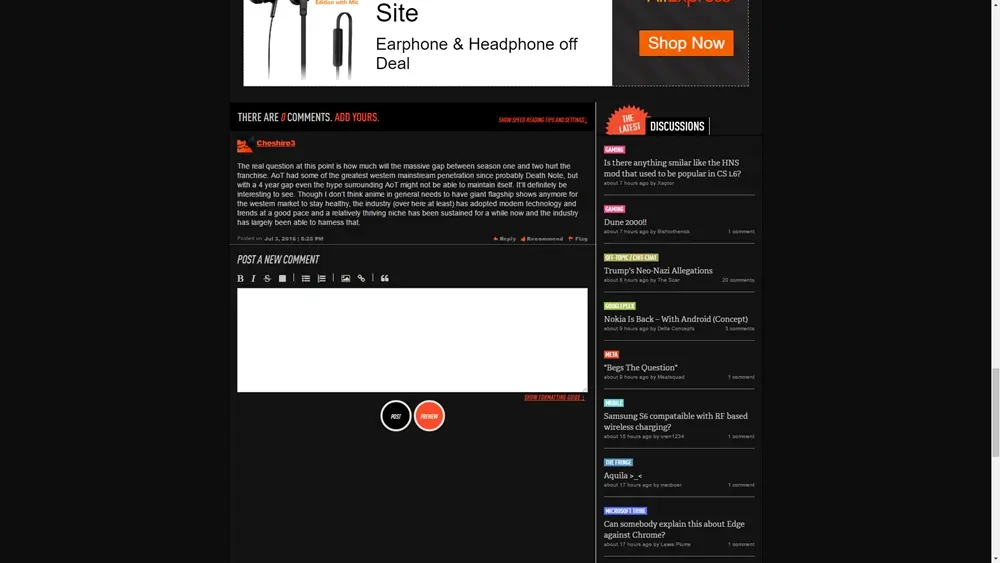 Edition with Mic
Site
Earphone & Headphone off
Deal
AliExpress
Shop Now
THERE ARE 0 COMMENTS. ADD YOURS.
SHOW SPEED READING TIPS AND SETTINGS ↓
Cheshire3
The real question at this point is how much will the massive gap between season one and two hurt the
franchise. AoT had some of the greatest western mainstream penetration since probably Death Note, but
with a 4 year gap even the hype surrounding AoT might not be able to maintain itself. It'll definitely be
interesting to see. Though I don't think anime in general needs to have giant flagship shows anymore for
the western market to stay healthy, the industry (over here at least) has adopted modern technology and
trends at a good pace and a relatively thriving niche has been sustained for a while now and the industry
has largely been able to harness that.
Posted on Jul 3, 2016 | 5:25 PM
Reply Recommend Flag
POST A NEW COMMENT
B I S
SHOW FORMATTING GUIDE ↓
POST PREVIEW
THE LATEST DISCUSSIONS
GAMING
Is there anything smilar like the HNS
mod that used to be popular in CS 1.6?
about 7 hours ago by Xaqtor
GAMING
Dune 2000!!
about 7 hours ago by Bishiothenick 1 comment
OFF-TOPIC / CHIT-CHAT
Trump's Neo-Nazi Allegations
about 8 hours ago by The Scar 20 comments
GOOGLEPLEX
Nokia Is Back – With Android (Concept)
about 9 hours ago by Della Concepts 3 comments
META
"Begs The Question"
about 9 hours ago by Meatsquad 1 comment
MOBILE
Samsung S6 compataible with RF based
wireless charging?
about 15 hours ago by vren1234 1 comment
THE FRINGE
Aquila >_<
about 17 hours ago by 1 comment
MICROSOFT TRIBE
Can somebody explain this about Edge
against Chrome?
about 17 hours ago by Lewis Plume 1 comment